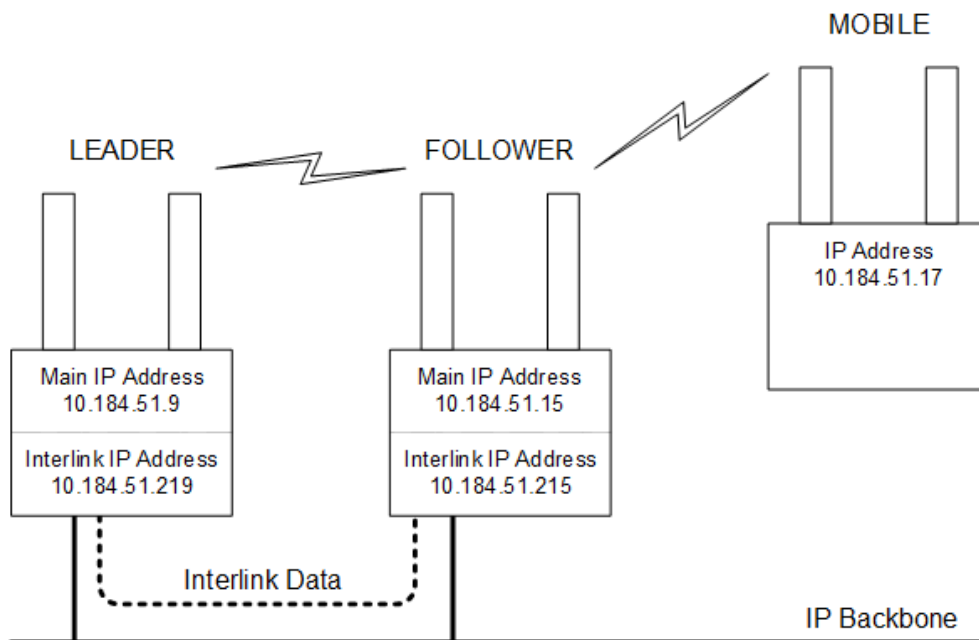 MOBILE
LEADER
FOLLOWER
IP Address
10.184.51.17
Main IP Address
10.184.51.9
Main IP Address
10.184.51.15
Interlink IP Address
10.184.51.219
Interlink IP Address
10.184.51.215
Interlink Data
IP Backbone